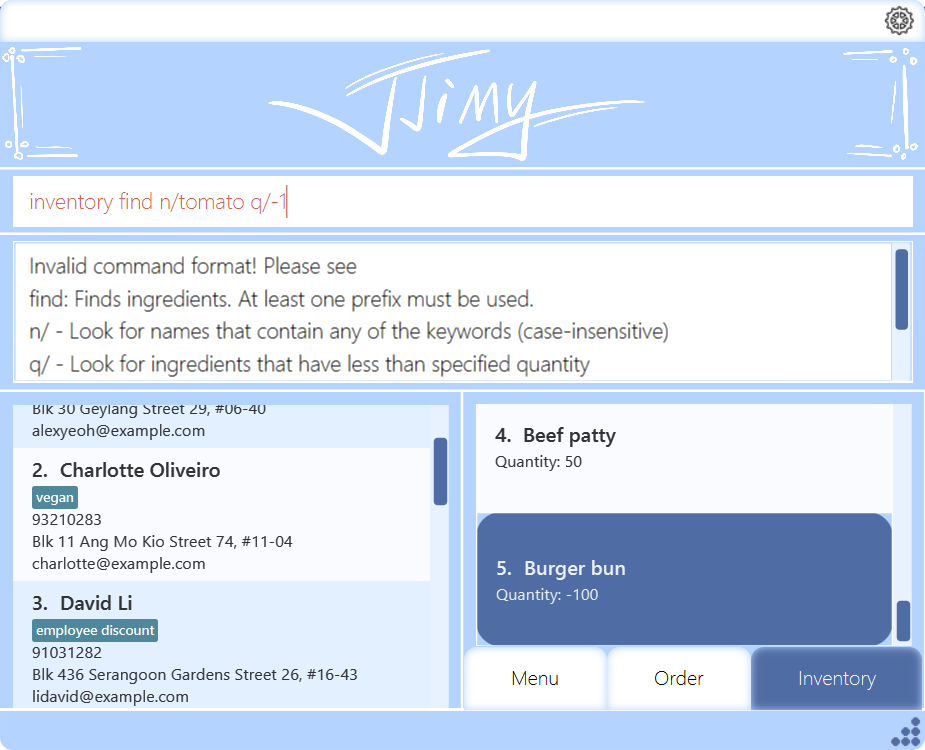 JJIMY
inventory find n/tomato q/-1
Invalid command format! Please see
find: Finds ingredients. At least one prefix must be used.
n/ - Look for names that contain any of the keywords (case-insensitive)
q/ - Look for ingredients that have less than specified quantity
Blk 30 Geylang Street 29, #06-40
alexyeoh@example.com
2. Charlotte Oliveiro
vegan
93210283
Blk 11 Ang Mo Kio Street 74, #11-04
charlotte@example.com
3. David Li
employee discount
91031282
Blk 436 Serangoon Gardens Street 26, #16-43
lidavid@example.com
4. Beef patty
Quantity: 50
5. Burger bun
Quantity: -100
Menu
Order
Inventory